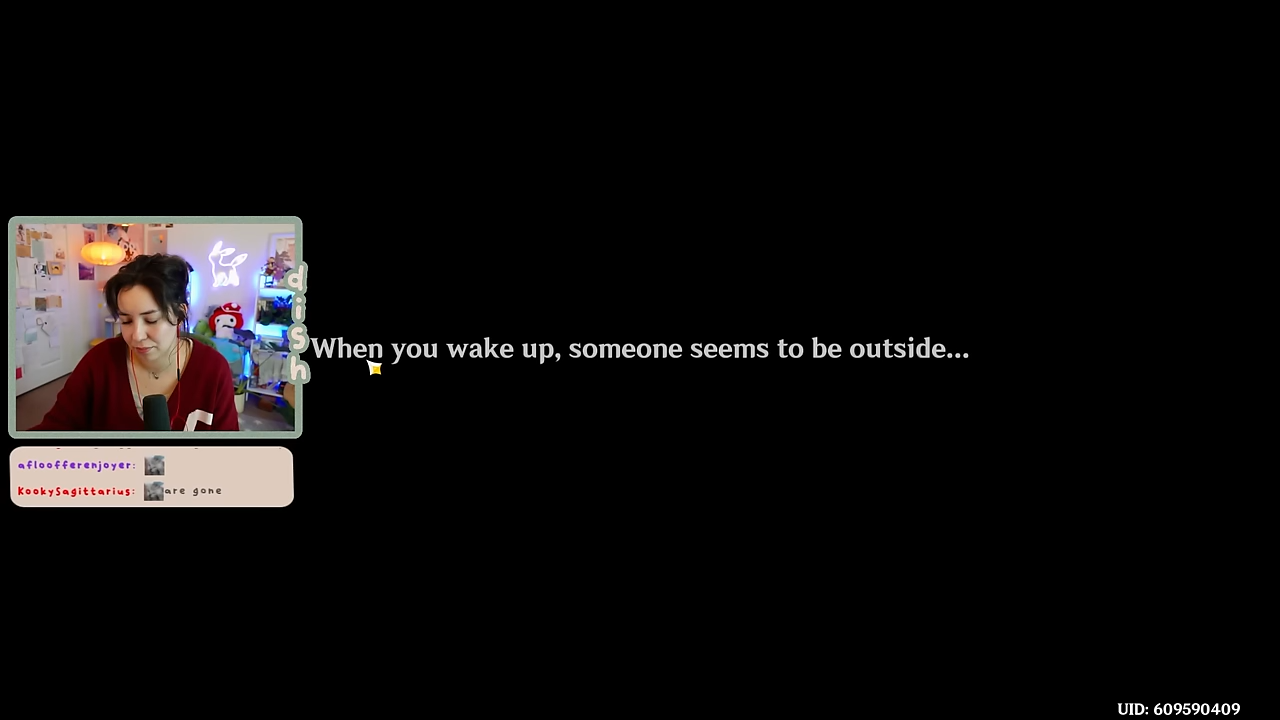 dish
When you wake up, someone seems to be outside...
afloofferenjoyer:
KookySagittarius: are gone
UID: 609590409